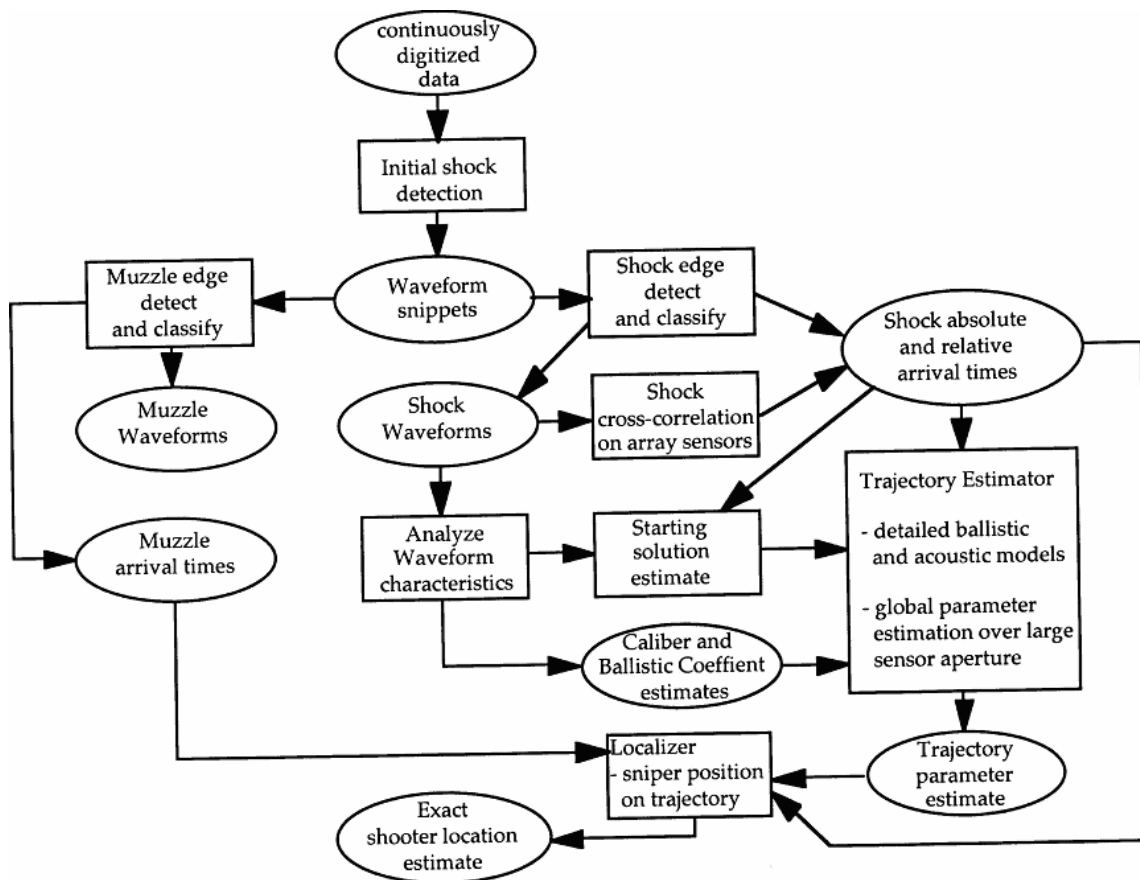 continuously
digitized
data
Initial shock
detection
Waveform
snippets
Muzzle edge
detect
and classify
Shock edge
detect
and classify
Shock absolute
and relative
arrival times
Muzzle
Waveforms
Shock
Waveforms
Shock
cross-correlation
on array sensors
Trajectory Estimator
- detailed ballistic
and acoustic models
- global parameter
estimation over large
sensor aperture
Muzzle
arrival times
Analyze
Waveform
characteristics
Starting
solution
estimate
Caliber and
Ballistic Coeffient
estimates
Localizer
- sniper position
on trajectory
Trajectory
parameter
estimate
Exact
shooter location
estimate